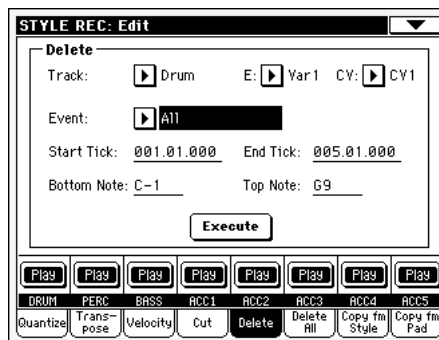 STYLE REC: Edit
Delete
Track: Drum E: Var1 CV: CV1
Event: All
Start Tick: 001.01.000 End Tick: 005.01.000
Bottom Note: C-1 Top Note: G9
Execute
Play Play Play Play Play Play Play Play
DRUM PERC BASS ACC1 ACC2 ACC3 ACC4 ACC5
Quantize Trans-pose Velocity Cut Delete Delete All Copy fm Style Copy fm Pad